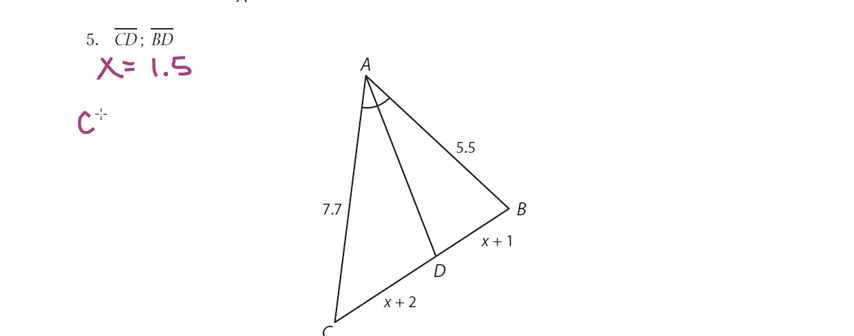 5. CD; BD
x = 1.5
C
A
5.5
7.7
B
x + 1
D
x + 2
C